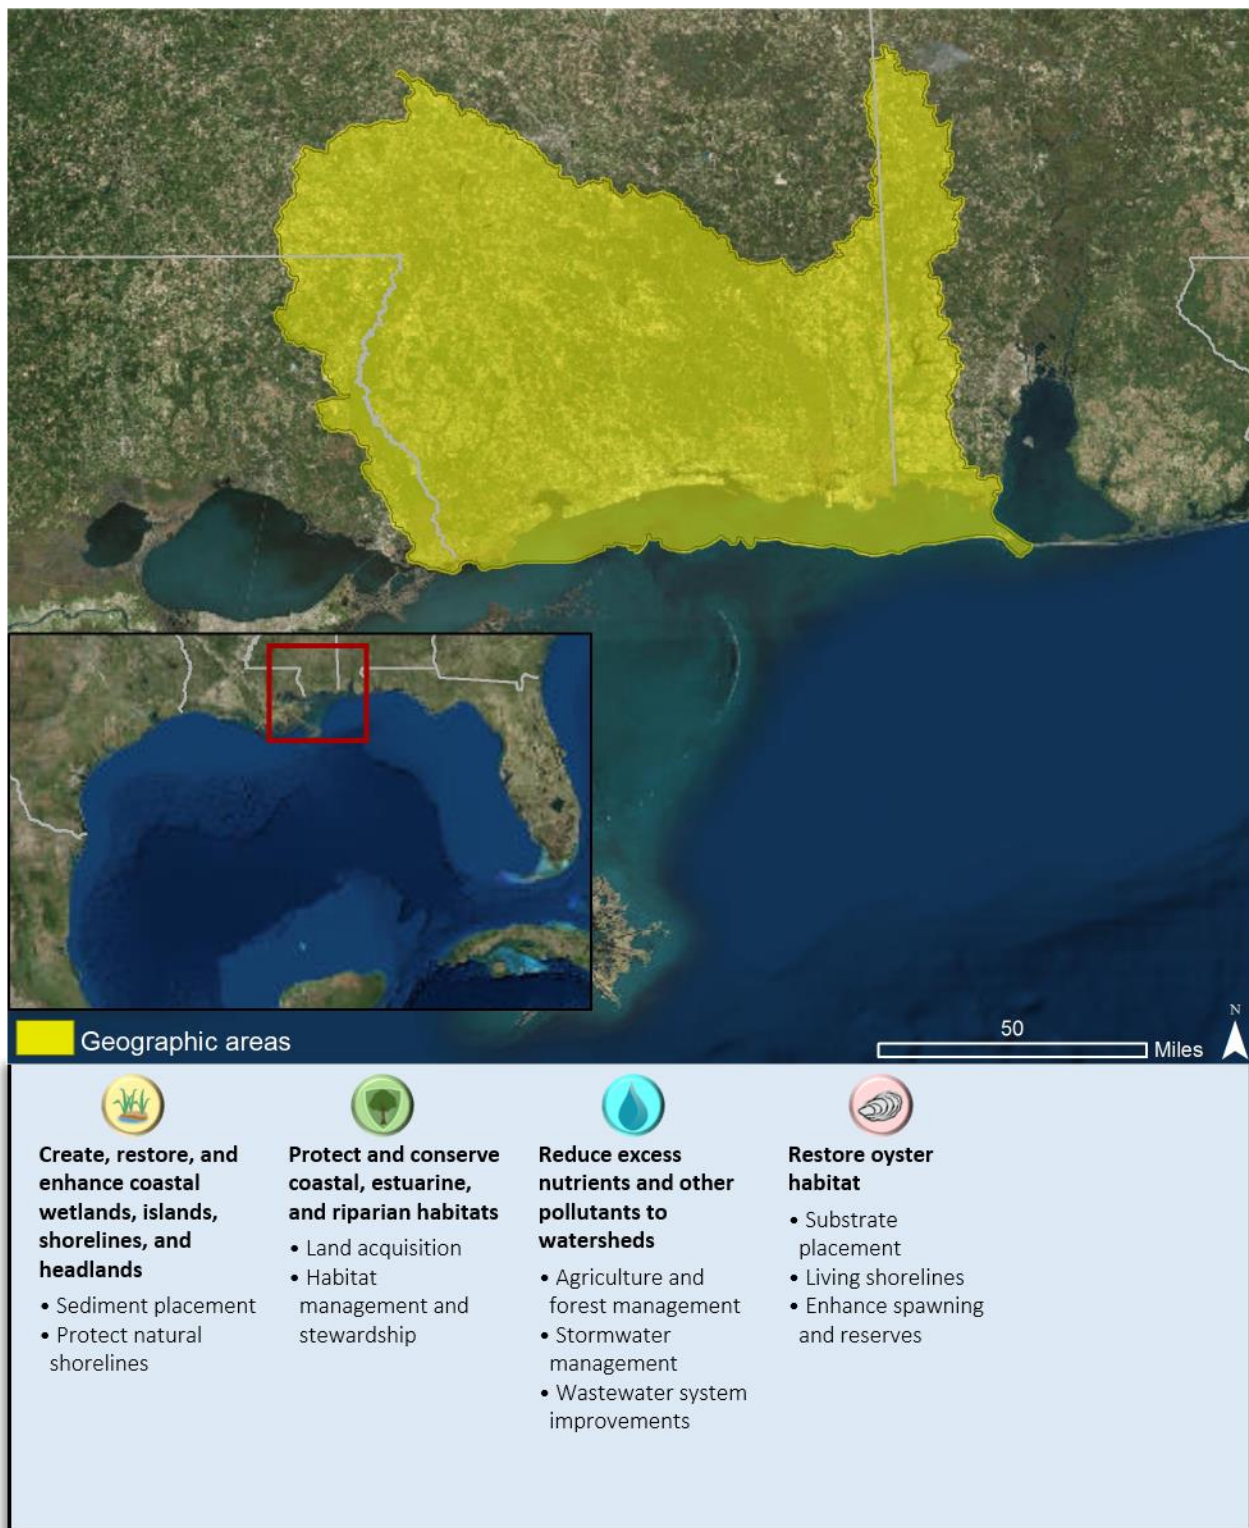 N
50
Miles
Geographic areas
Create, restore, and
enhance coastal
wetlands, islands,
shorelines, and
headlands
• Sediment placement
• Protect natural
shorelines
Protect and conserve
coastal, estuarine,
and riparian habitats
• Land acquisition
• Habitat
management and
stewardship
Reduce excess
nutrients and other
pollutants to
watersheds
• Agriculture and
forest management
• Stormwater
management
• Wastewater system
improvements
Restore oyster
habitat
• Substrate
placement
• Living shorelines
• Enhance spawning
and reserves